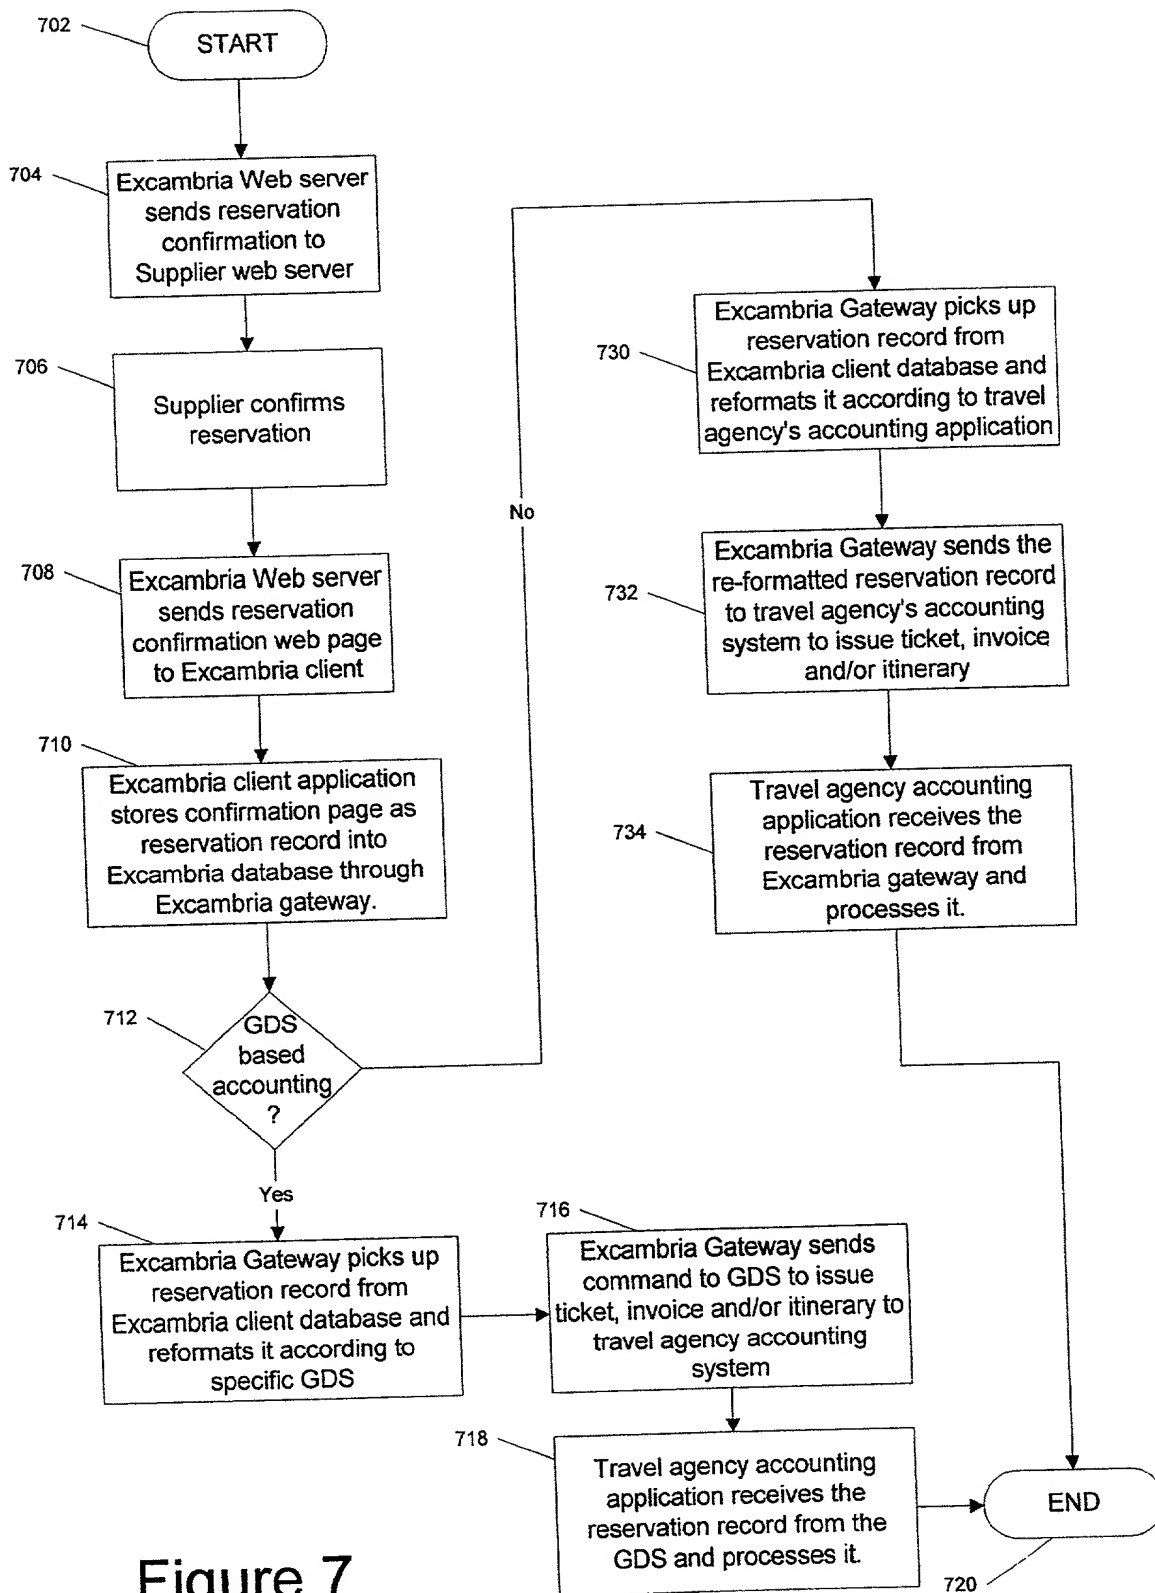 702
START
704
Excambria Web server
sends reservation
confirmation to
Supplier web server
706
Supplier confirms
reservation
708
Excambria Web server
sends reservation
confirmation web page
to Excambria client
710
Excambria client application
stores confirmation page as
reservation record into
Excambria database through
Excambria gateway.
712
GDS
based
accounting
?
No
Yes
730
Excambria Gateway picks up
reservation record from
Excambria client database and
reformats it according to travel
agency's accounting application
732
Excambria Gateway sends the
re-formatted reservation record
to travel agency's accounting
system to issue ticket, invoice
and/or itinerary
734
Travel agency accounting
application receives the
reservation record from
Excambria gateway and
processes it.
714
Excambria Gateway picks up
reservation record from
Excambria client database and
reformats it according to
specific GDS
716
Excambria Gateway sends
command to GDS to issue
ticket, invoice and/or itinerary to
travel agency accounting
system
718
Travel agency accounting
application receives the
reservation record from the
GDS and processes it.
END
720
Figure 7